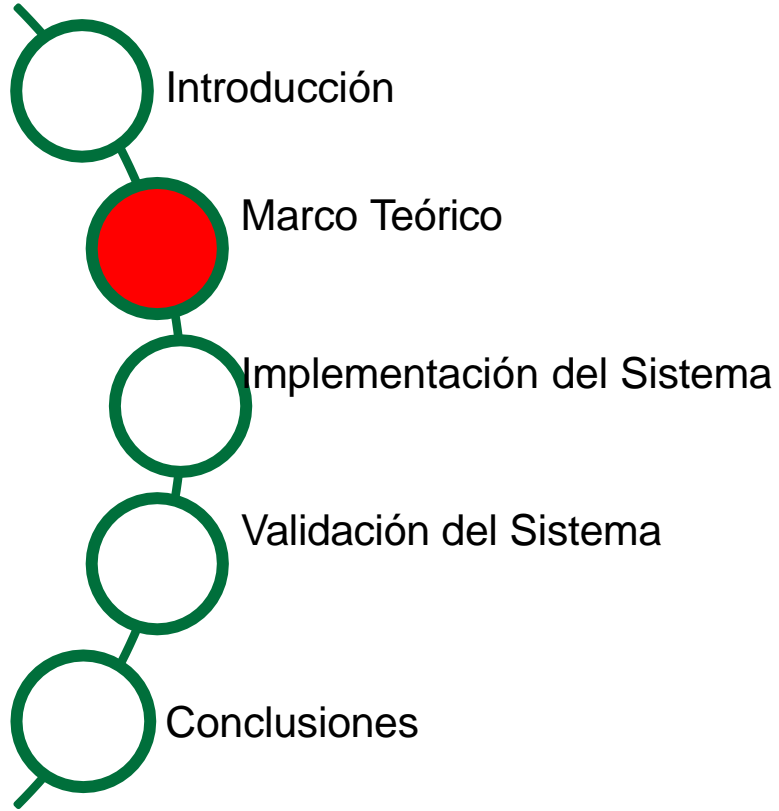 Introducción
Marco Teórico
Implementación del Sistema
Validación del Sistema
Conclusiones